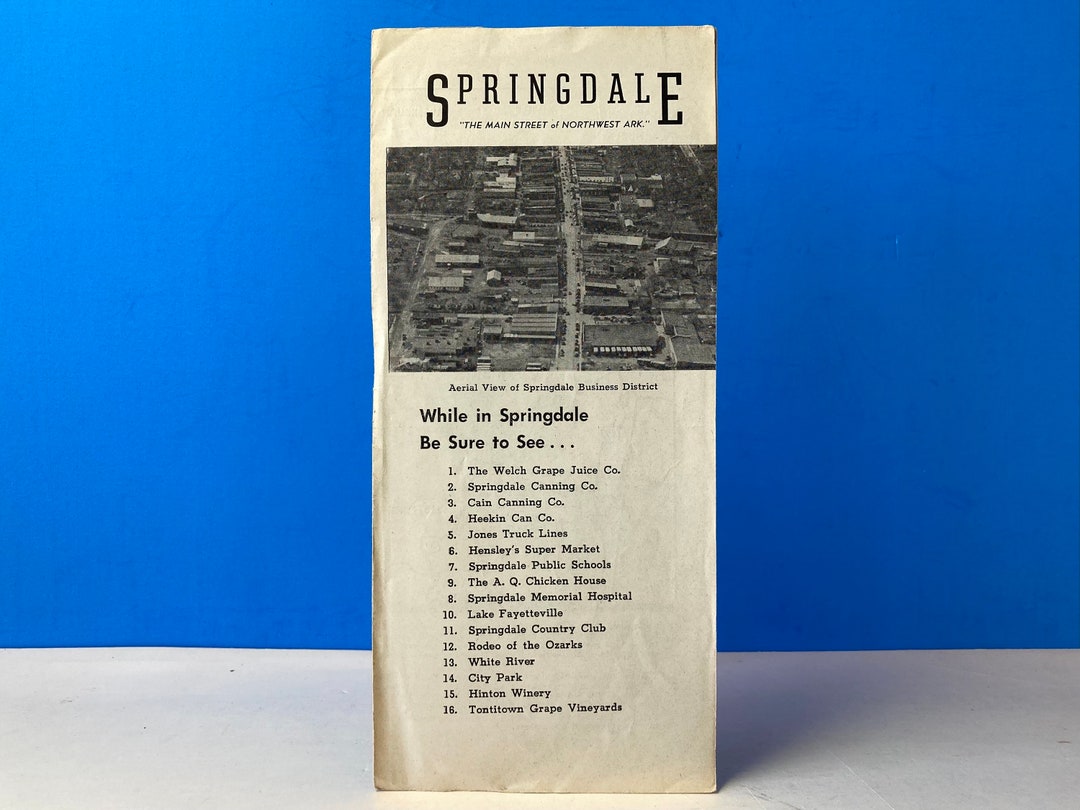 SPRINGDALE
"THE MAIN STREET of NORTHWEST ARK."
Aerial View of Springdale Business District
While in Springdale
Be Sure to See . . .
1. The Welch Grape Juice Co.
2. Springdale Canning Co.
3. Cain Canning Co.
4. Heekin Can Co.
5. Jones Truck Lines
6. Hensley's Super Market
7. Springdale Public Schools
9. The A. Q. Chicken House
8. Springdale Memorial Hospital
10. Lake Fayetteville
11. Springdale Country Club
12. Rodeo of the Ozarks
13. White River
14. City Park
15. Hinton Winery
16. Tontitown Grape Vineyards